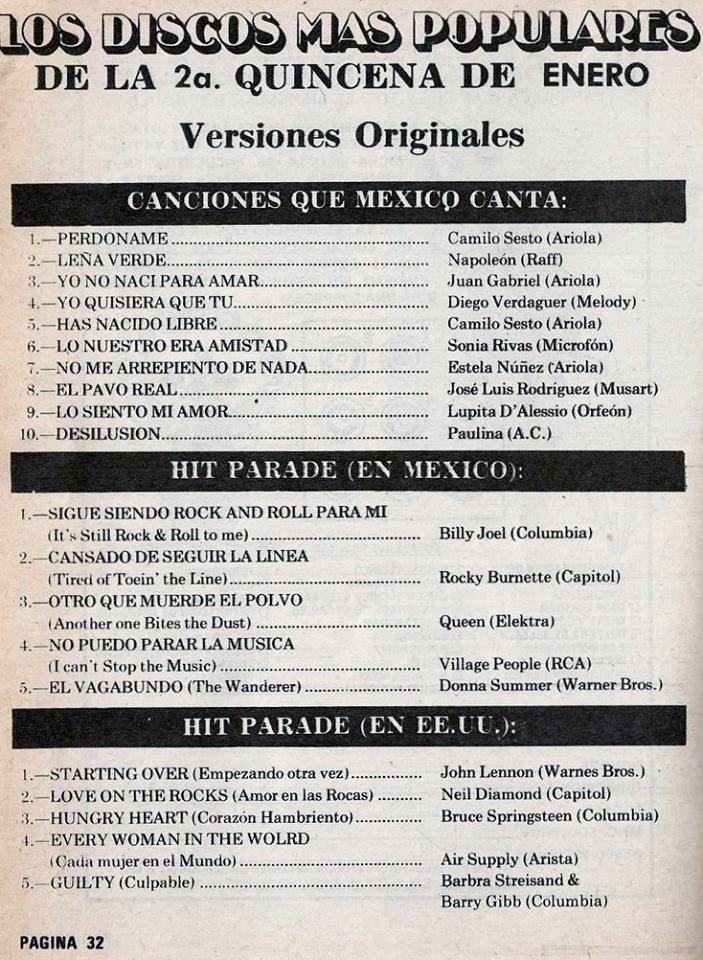 LOS DISCOS MAS POPULARES
DE LA 2a. QUINCENA DE ENERO
Versiones Originales
CANCIONES QUE MEXICO CANTA:
1.—PERDONAME........ Camilo Sesto (Ariola)
2.—LEÑA VERDE........ Napoleón (Raff)
3.—YO NO NACI PARA AMAR........ Juan Gabriel (Ariola)
4.—YO QUISIERA QUE TU........ Diego Verdaguer (Melody)
5.—HAS NACIDO LIBRE........ Camilo Sesto (Ariola)
6.—LO NUESTRO ERA AMISTAD........ Sonia Rivas (Microfón)
7.—NO ME ARREPIENTO DE NADA........ Estela Núñez (Ariola)
8.—EL PAVO REAL........ José Luis Rodríguez (Musart)
9.—LO SIENTO MI AMOR........ Lupita D'Alessio (Orfeón)
10.—DESILUSION........ Paulina (A.C.)
HIT PARADE (EN MEXICO):
1.—SIGUE SIENDO ROCK AND ROLL PARA MI
(It's Still Rock & Roll to me)........ Billy Joel (Columbia)
2.—CANSADO DE SEGUIR LA LINEA
(Tired of Toein' the Line)........ Rocky Burnette (Capitol)
3.—OTRO QUE MUERDE EL POLVO
(Another one Bites the Dust)........ Queen (Elektra)
4.—NO PUEDO PARAR LA MUSICA
(I can't Stop the Music)........ Village People (RCA)
5.—EL VAGABUNDO (The Wanderer)........ Donna Summer (Warner Bros.)
HIT PARADE (EN EE.UU.):
1.—STARTING OVER (Empezando otra vez)........ John Lennon (Warnes Bros.)
2.—LOVE ON THE ROCKS (Amor en las Rocas)........ Neil Diamond (Capitol)
3.—HUNGRY HEART (Corazón Hambriento)........ Bruce Springsteen (Columbia)
4.—EVERY WOMAN IN THE WOLRD
(Cada mujer en el Mundo)........ Air Supply (Arista)
5.—GUILTY (Culpable)........ Barbra Streisand &
Barry Gibb (Columbia)
PAGINA 32